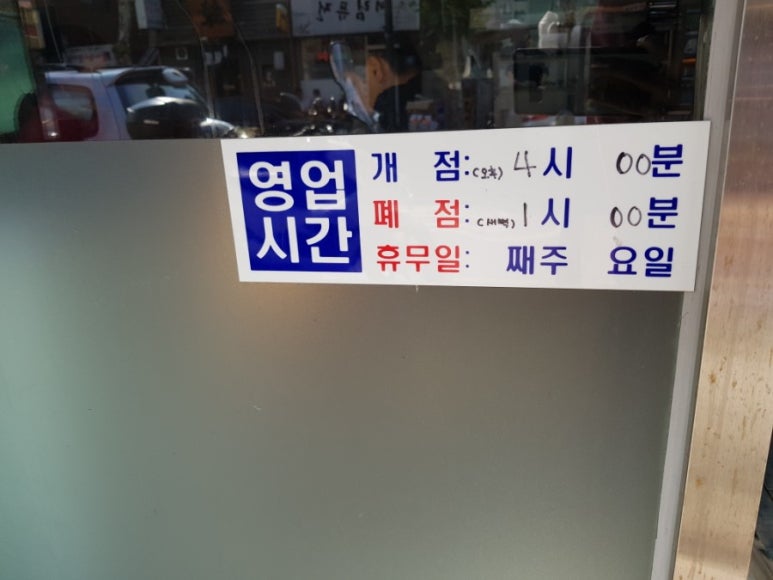 영업
시간
개 점:(오후) 4시 00분
폐 점:(새벽) 1시 00분
휴무일: 째주 요일